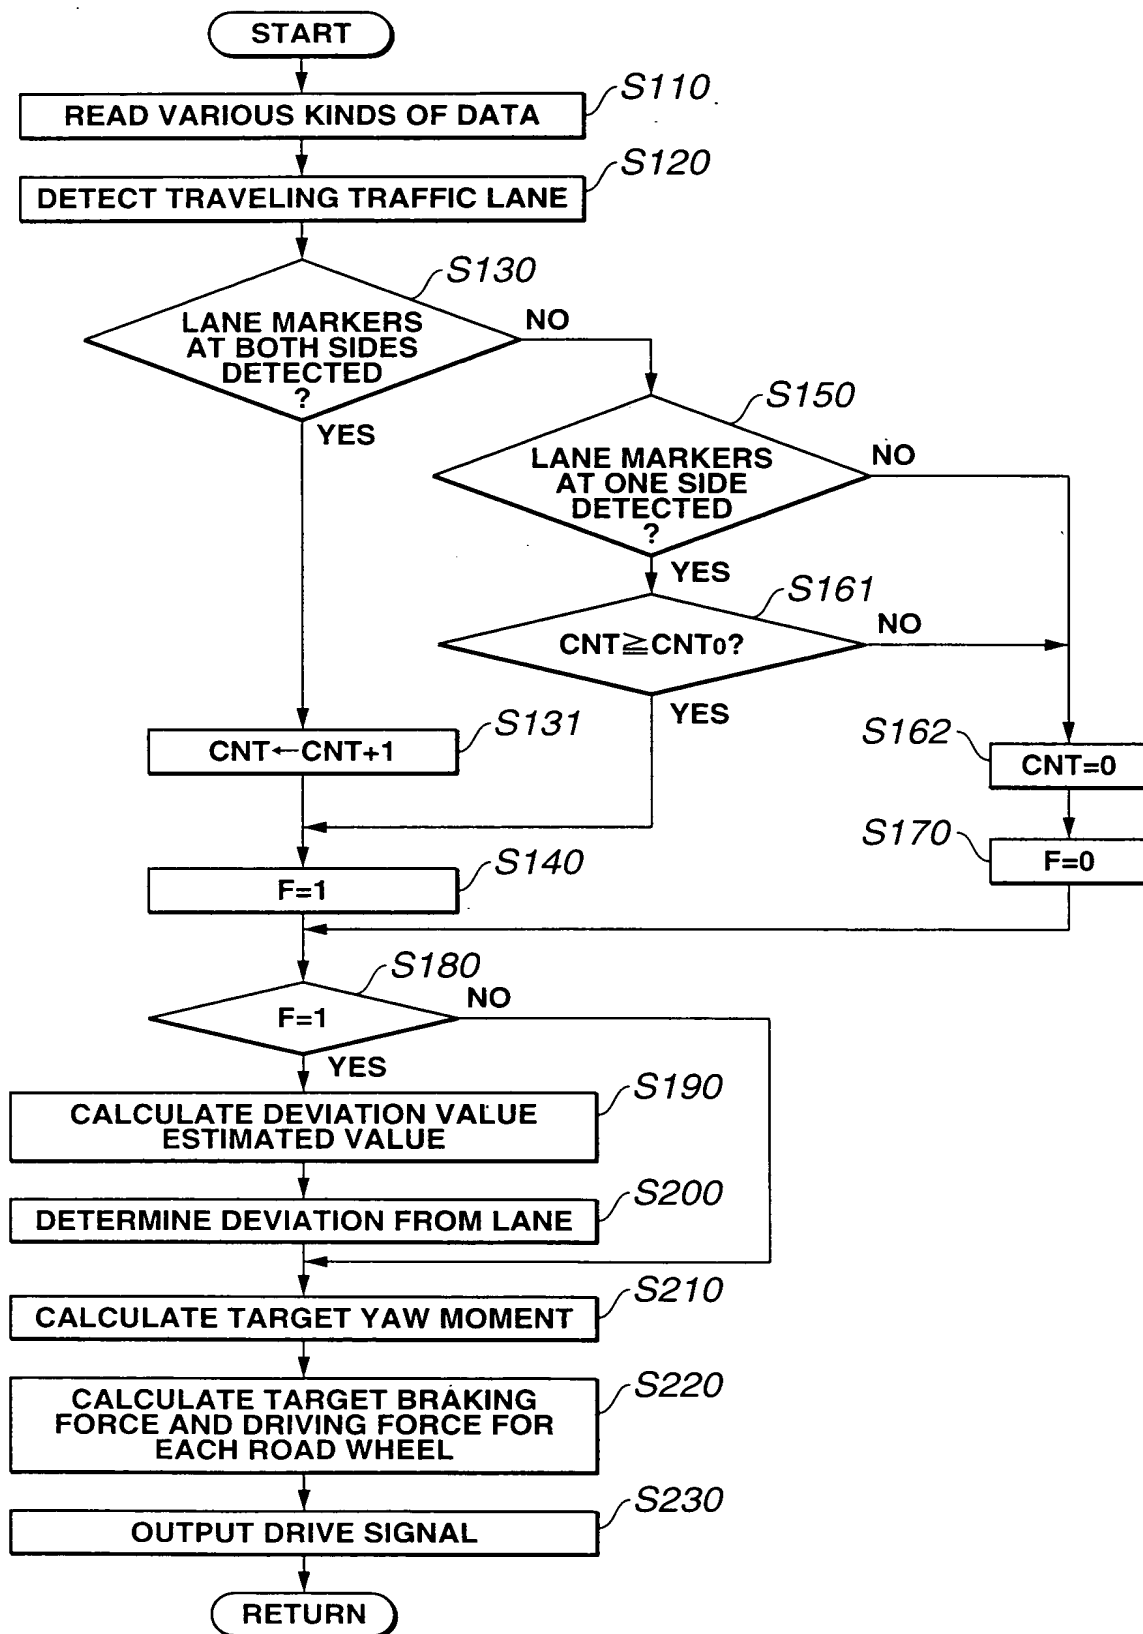 START
S110
READ VARIOUS KINDS OF DATA
S120
DETECT TRAVELING TRAFFIC LANE
S130
LANE MARKERS
AT BOTH SIDES
DETECTED
?
NO
YES
S150
LANE MARKERS
AT ONE SIDE
DETECTED
?
NO
YES
S161
CNT≧CNT0?
NO
YES
S131
CNT←CNT+1
S162
CNT=0
S140
F=1
S170
F=0
S180
F=1
NO
YES
S190
CALCULATE DEVIATION VALUE
ESTIMATED VALUE
S200
DETERMINE DEVIATION FROM LANE
S210
CALCULATE TARGET YAW MOMENT
S220
CALCULATE TARGET BRAKING
FORCE AND DRIVING FORCE FOR
EACH ROAD WHEEL
S230
OUTPUT DRIVE SIGNAL
RETURN